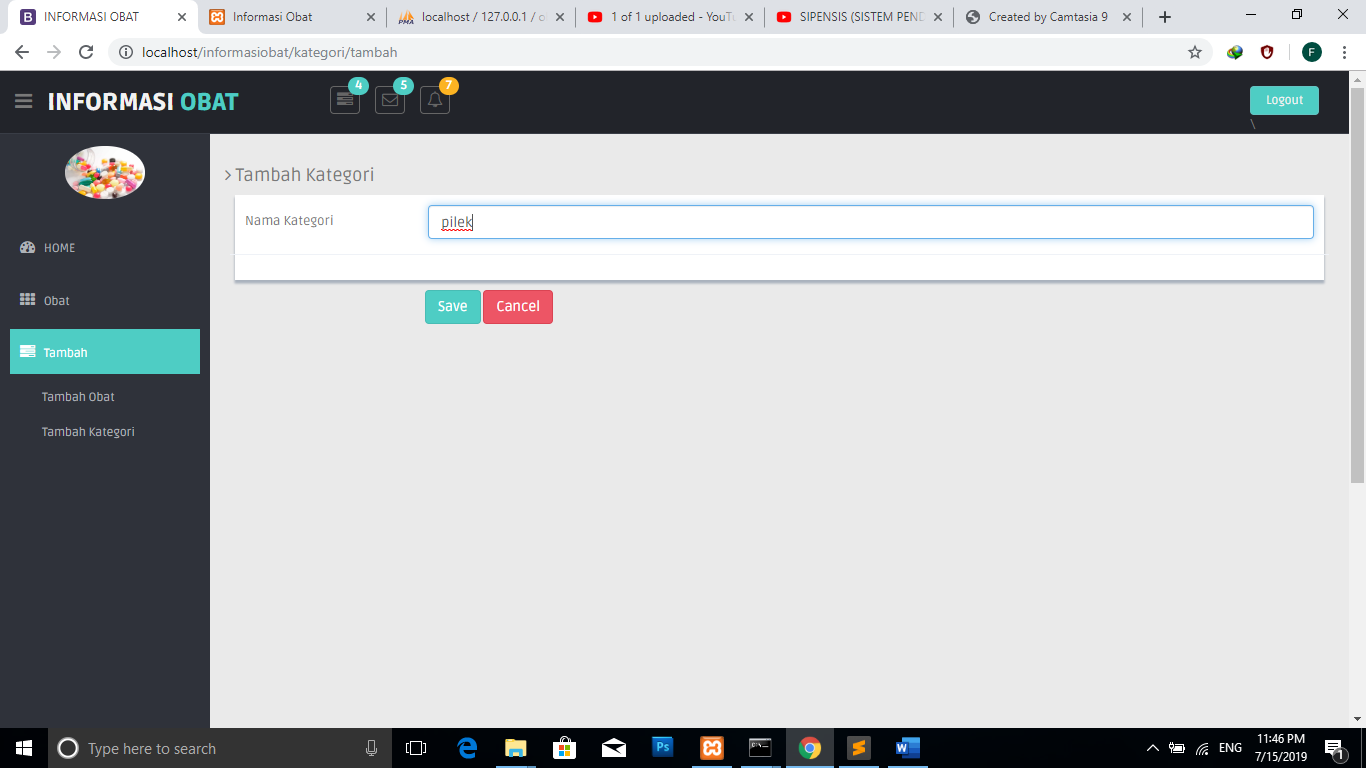 INFORMASI OBAT
Informasi Obat
localhost / 127.0.0.1 / o
1 of 1 uploaded - YouTu
SIPENSIS (SISTEM PEND
Created by Camtasia 9
localhost/informasiobat/kategori/tambah
F
INFORMASI OBAT
4
5
7
Logout
\
HOME
Obat
Tambah
Tambah Obat
Tambah Kategori
Tambah Kategori
Nama Kategori
pilek
Save
Cancel
Type here to search
ENG
11:46 PM
7/15/2019
1